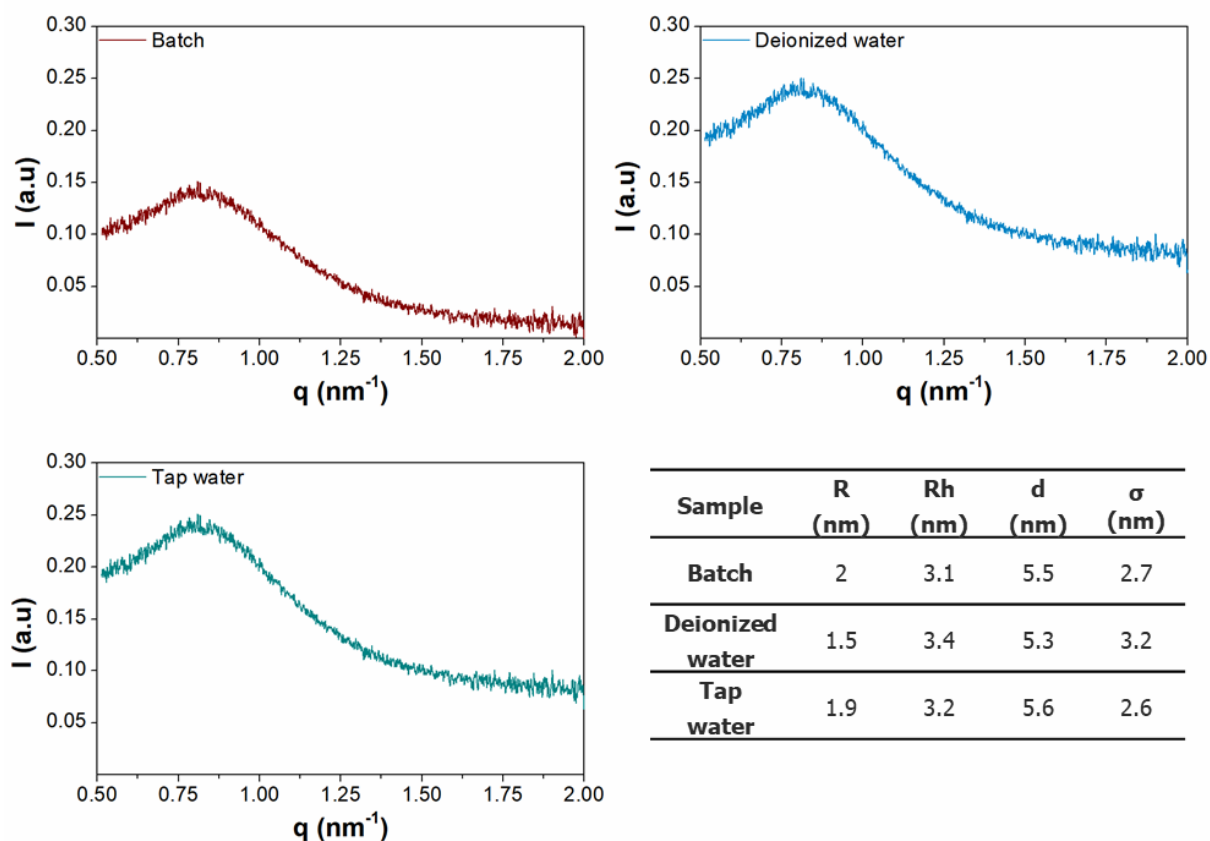 Batch
0.30
0.25
0.20
0.15
0.10
0.05
I (a.u)
0.50 0.75 1.00 1.25 1.50 1.75 2.00
q (nm⁻¹)
Deionized water
0.30
0.25
0.20
0.15
0.10
0.05
I (a.u)
0.50 0.75 1.00 1.25 1.50 1.75 2.00
q (nm⁻¹)
Tap water
0.30
0.25
0.20
0.15
0.10
0.05
I (a.u)
0.50 0.75 1.00 1.25 1.50 1.75 2.00
q (nm⁻¹)
Sample R (nm) Rh (nm) d (nm) σ (nm)
Batch 2 3.1 5.5 2.7
Deionized water 1.5 3.4 5.3 3.2
Tap water 1.9 3.2 5.6 2.6